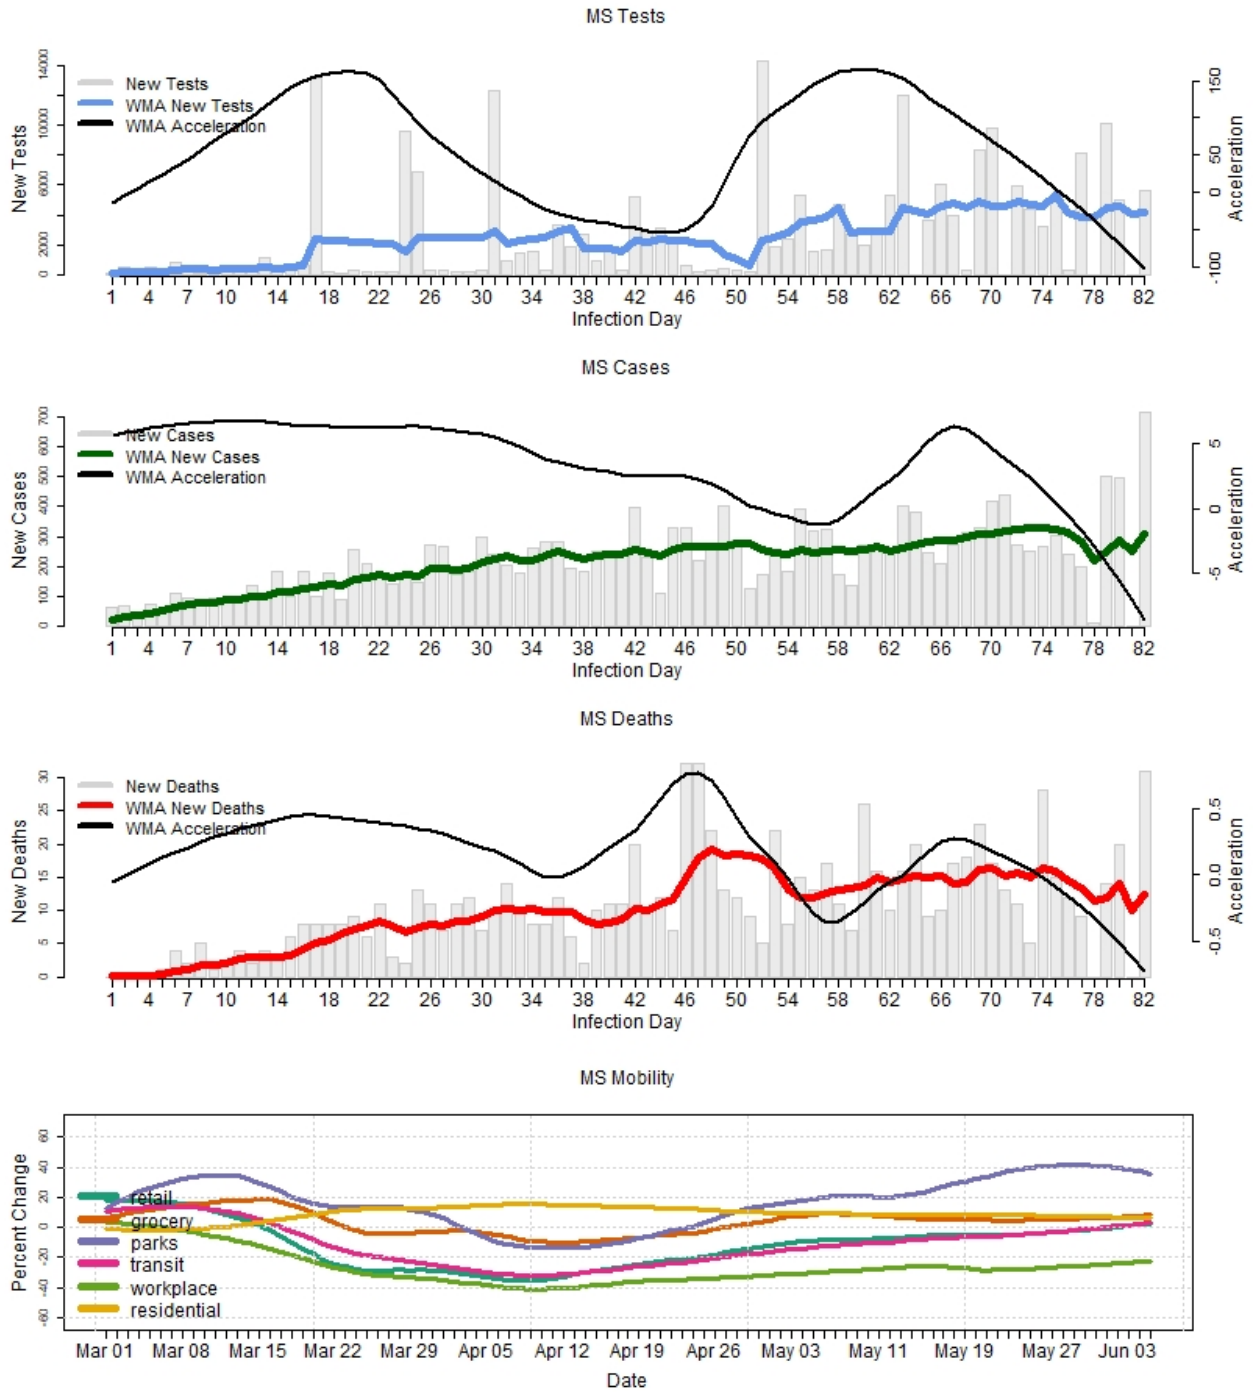 MS Tests
New Tests
WMA New Tests
WMA Acceleration
New Tests
0
2000
6000
10000
14000
Acceleration
-100
0
50
150
1 4 7 10 14 18 22 26 30 34 38 42 46 50 54 58 62 66 70 74 78 82
Infection Day
MS Cases
New Cases
WMA New Cases
WMA Acceleration
New Cases
0
100
200
300
400
500
600
700
Acceleration
-5
0
5
1 4 7 10 14 18 22 26 30 34 38 42 46 50 54 58 62 66 70 74 78 82
Infection Day
MS Deaths
New Deaths
WMA New Deaths
WMA Acceleration
New Deaths
0
5
10
15
20
25
30
Acceleration
-0.5
0.0
0.5
1 4 7 10 14 18 22 26 30 34 38 42 46 50 54 58 62 66 70 74 78 82
Infection Day
MS Mobility
retail
grocery
parks
transit
workplace
residential
Percent Change
-60
-40
-20
0
20
40
60
Mar 01 Mar 08 Mar 15 Mar 22 Mar 29 Apr 05 Apr 12 Apr 19 Apr 26 May 03 May 11 May 19 May 27 Jun 03
Date